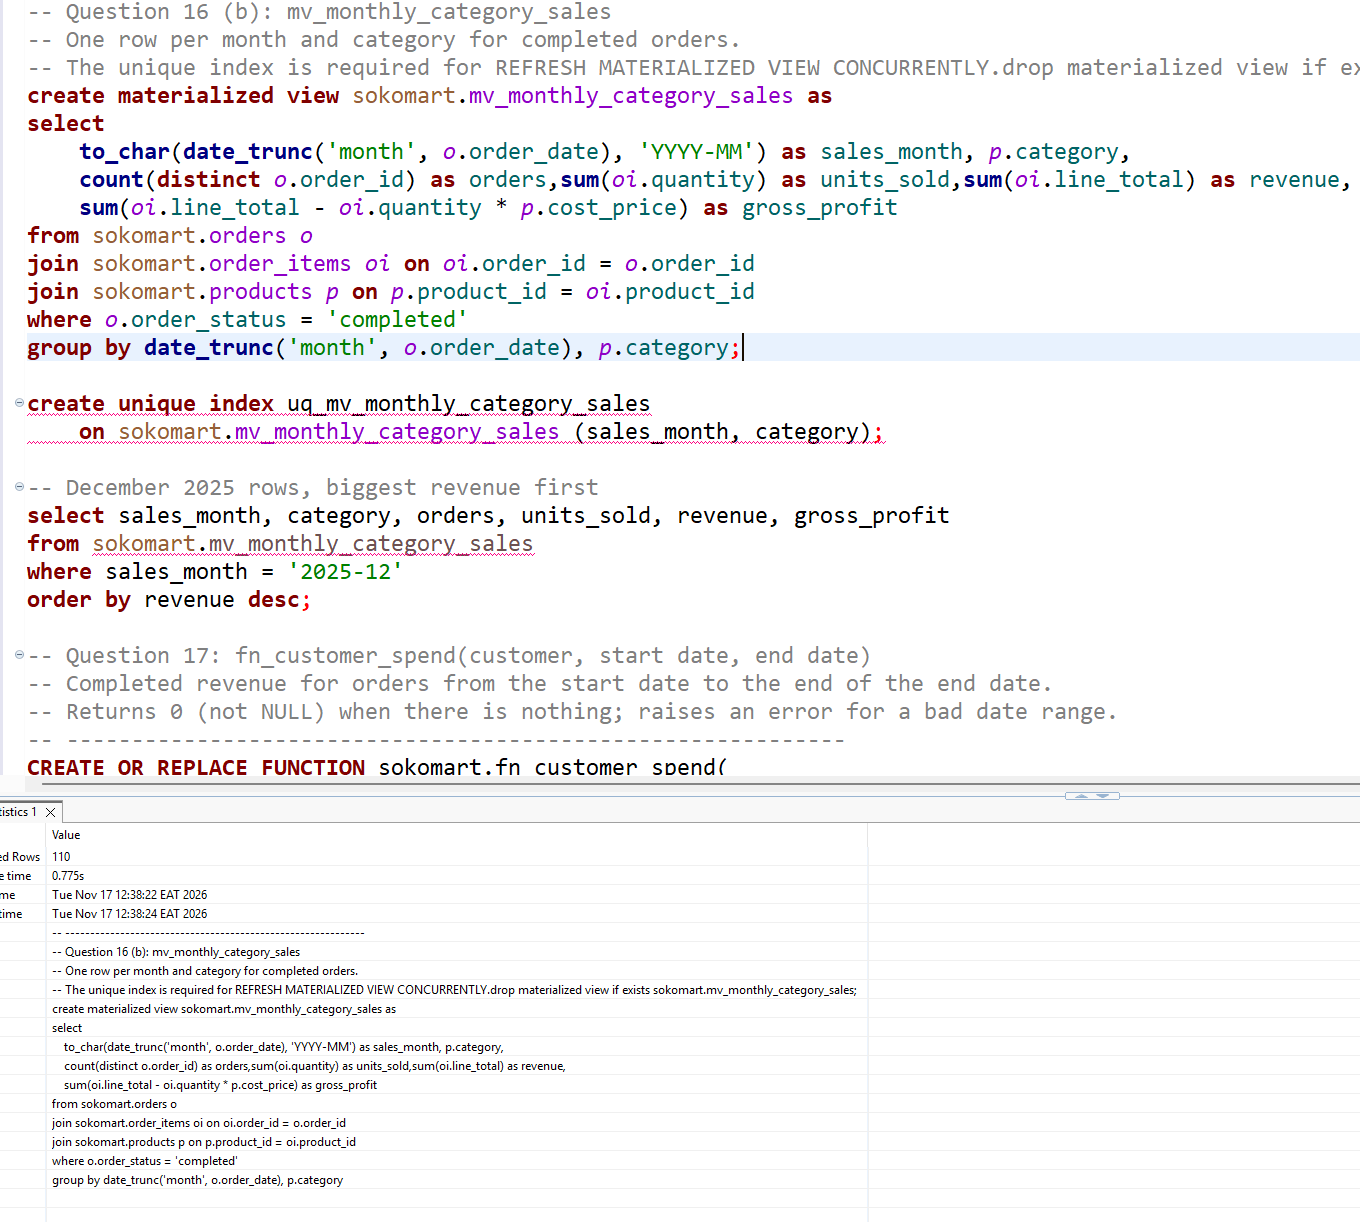 -- Question 16 (b): mv_monthly_category_sales
-- One row per month and category for completed orders.
-- The unique index is required for REFRESH MATERIALIZED VIEW CONCURRENTLY.drop materialized view if ex
create materialized view sokomart.mv_monthly_category_sales as
select
    to_char(date_trunc('month', o.order_date), 'YYYY-MM') as sales_month, p.category,
    count(distinct o.order_id) as orders,sum(oi.quantity) as units_sold,sum(oi.line_total) as revenue,
    sum(oi.line_total - oi.quantity * p.cost_price) as gross_profit
from sokomart.orders o
join sokomart.order_items oi on oi.order_id = o.order_id
join sokomart.products p on p.product_id = oi.product_id
where o.order_status = 'completed'
group by date_trunc('month', o.order_date), p.category;
create unique index uq_mv_monthly_category_sales
    on sokomart.mv_monthly_category_sales (sales_month, category);
-- December 2025 rows, biggest revenue first
select sales_month, category, orders, units_sold, revenue, gross_profit
from sokomart.mv_monthly_category_sales
where sales_month = '2025-12'
order by revenue desc;
-- Question 17: fn_customer_spend(customer, start date, end date)
-- Completed revenue for orders from the start date to the end of the end date.
-- Returns 0 (not NULL) when there is nothing; raises an error for a bad date range.
-- ------------------------------------------------------------
CREATE OR REPLACE FUNCTION sokomart.fn_customer_spend(
tistics 1
Value
ed Rows 110
e time 0.775s
me Tue Nov 17 12:38:22 EAT 2026
time Tue Nov 17 12:38:24 EAT 2026
-- ------------------------------------------------------------
-- Question 16 (b): mv_monthly_category_sales
-- One row per month and category for completed orders.
-- The unique index is required for REFRESH MATERIALIZED VIEW CONCURRENTLY.drop materialized view if exists sokomart.mv_monthly_category_sales;
create materialized view sokomart.mv_monthly_category_sales as
select
    to_char(date_trunc('month', o.order_date), 'YYYY-MM') as sales_month, p.category,
    count(distinct o.order_id) as orders,sum(oi.quantity) as units_sold,sum(oi.line_total) as revenue,
    sum(oi.line_total - oi.quantity * p.cost_price) as gross_profit
from sokomart.orders o
join sokomart.order_items oi on oi.order_id = o.order_id
join sokomart.products p on p.product_id = oi.product_id
where o.order_status = 'completed'
group by date_trunc('month', o.order_date), p.category